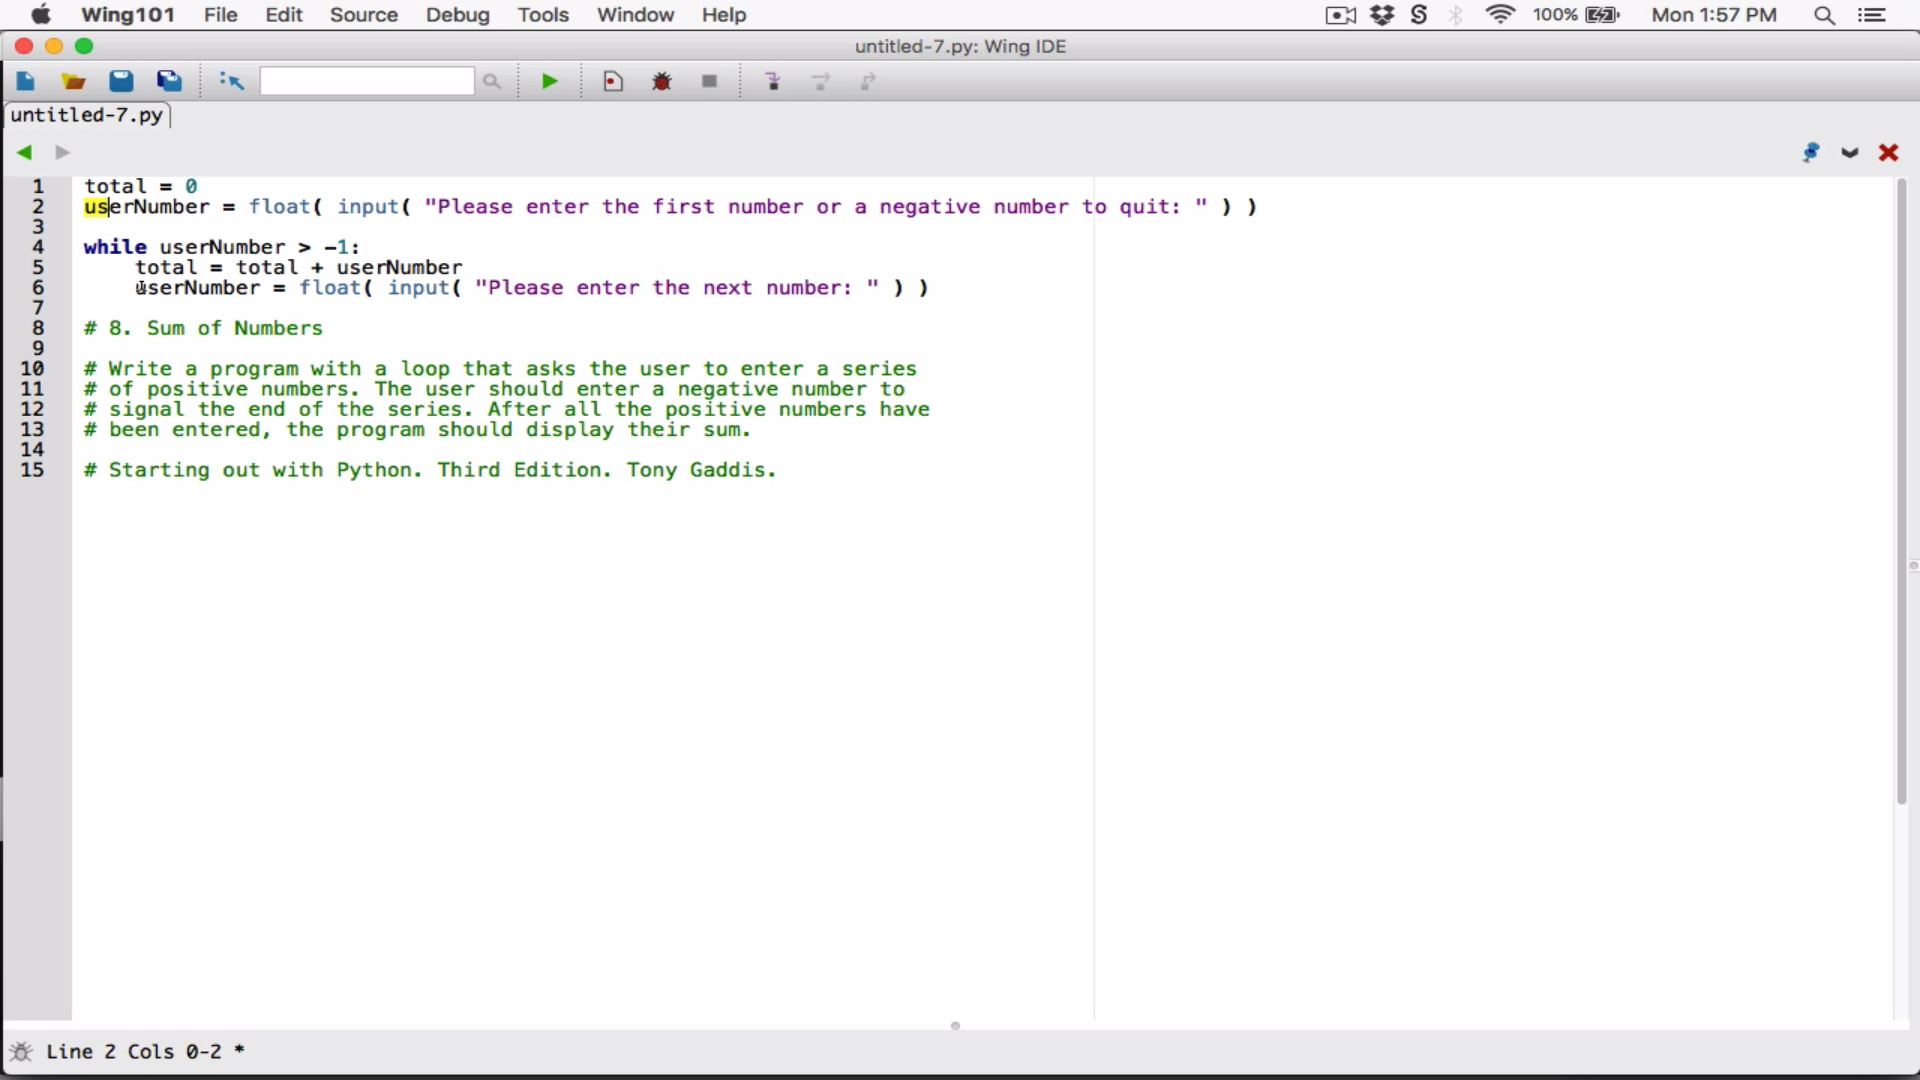 Wing101 File Edit Source Debug Tools Window Help 100% Mon 1:57 PM
untitled-7.py: Wing IDE
untitled-7.py
1 total = 0
2 userNumber = float( input( "Please enter the first number or a negative number to quit: " ) )
3
4 while userNumber > -1:
5 total = total + userNumber
6 userNumber = float( input( "Please enter the next number: " ) )
7
8 # 8. Sum of Numbers
9
10 # Write a program with a loop that asks the user to enter a series
11 # of positive numbers. The user should enter a negative number to
12 # signal the end of the series. After all the positive numbers have
13 # been entered, the program should display their sum.
14
15 # Starting out with Python. Third Edition. Tony Gaddis.
Line 2 Cols 0-2 *